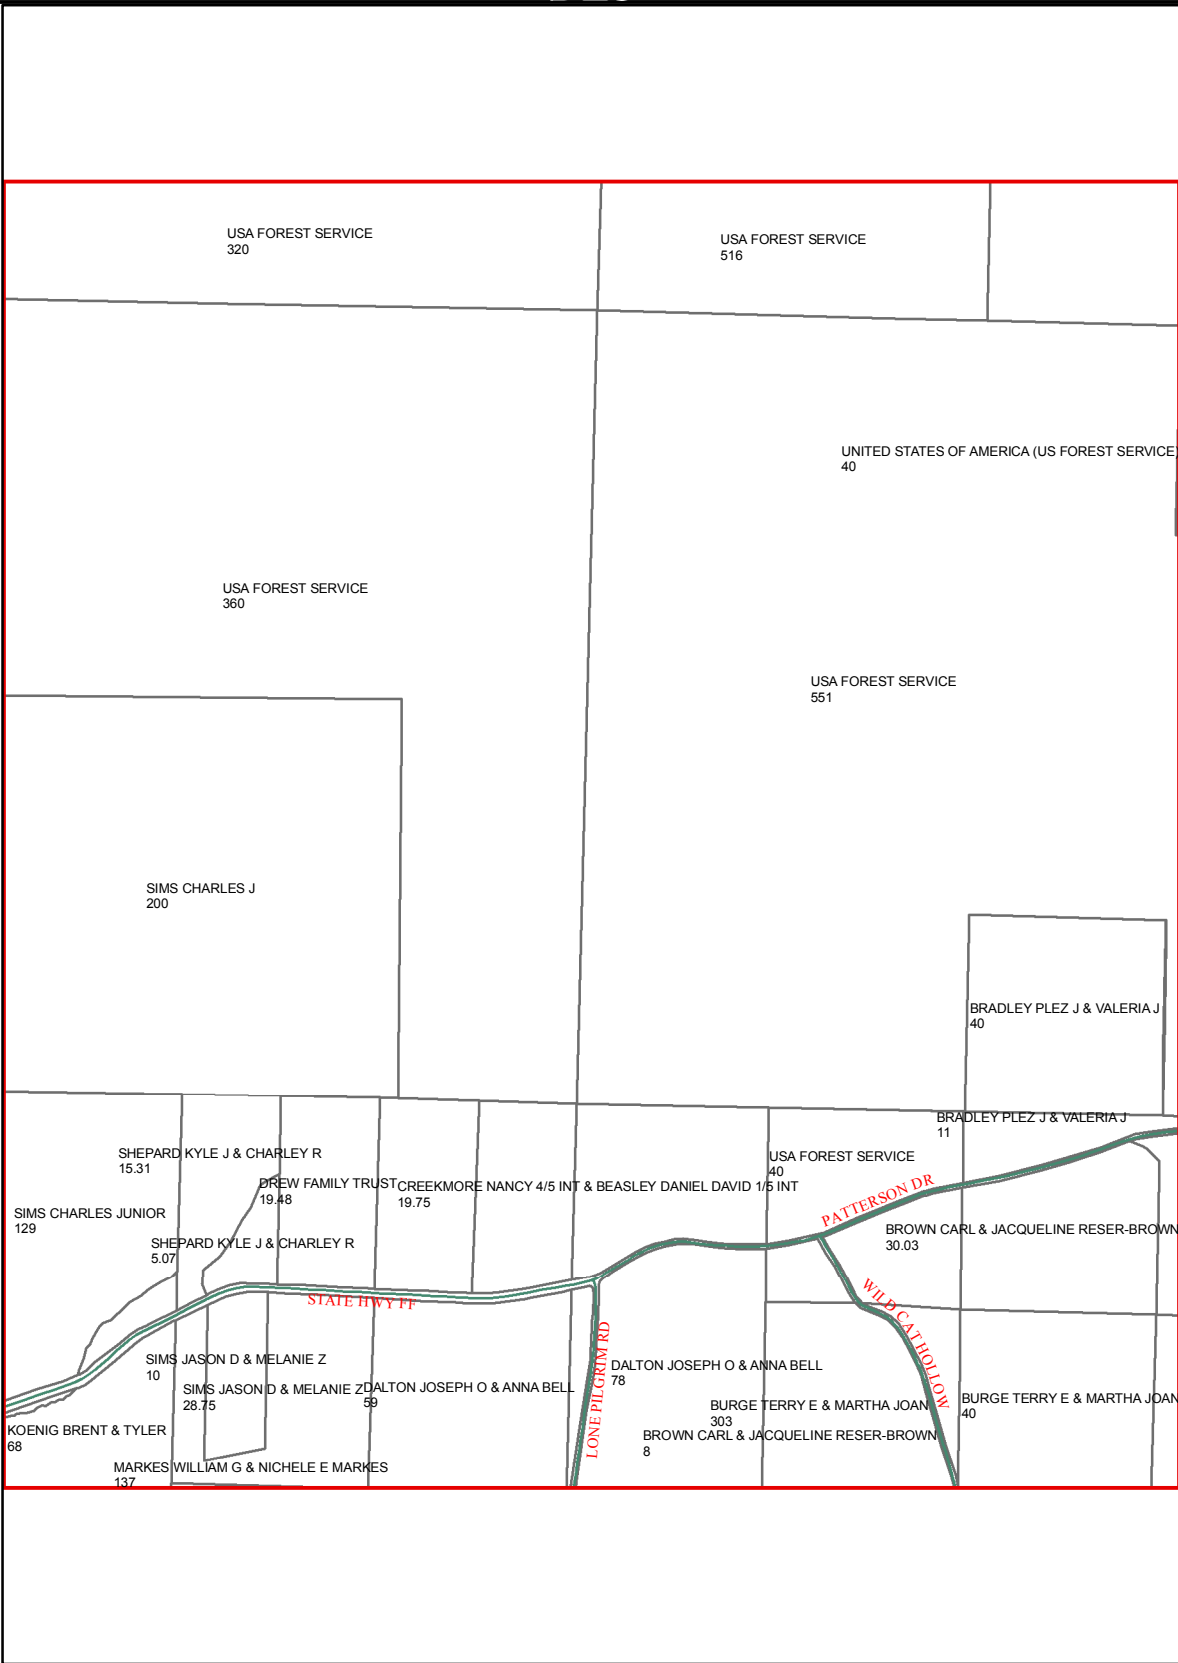 USA FOREST SERVICE
320
USA FOREST SERVICE
516
UNITED STATES OF AMERICA (US FOREST SERVICE)
40
USA FOREST SERVICE
360
USA FOREST SERVICE
551
SIMS CHARLES J
200
BRADLEY PLEZ J & VALERIA J
40
BRADLEY PLEZ J & VALERIA J
11
SHEPARD KYLE J & CHARLEY R
15.31
USA FOREST SERVICE
40
DREW FAMILY TRUST
19.48
CREEKMORE NANCY 4/5 INT & BEASLEY DANIEL DAVID 1/5 INT
19.75
PATTERSON DR
SIMS CHARLES JUNIOR
129
BROWN CARL & JACQUELINE RESER-BROWN
30.03
SHEPARD KYLE J & CHARLEY R
5.07
STATE HWY FF
WILD CAT HOLLOW
LONE PILGRIM RD
SIMS JASON D & MELANIE Z
10
DALTON JOSEPH O & ANNA BELL
78
SIMS JASON D & MELANIE Z
28.75
DALTON JOSEPH O & ANNA BELL
59
BURGE TERRY E & MARTHA JOAN
303
BURGE TERRY E & MARTHA JOAN
40
KOENIG BRENT & TYLER
68
BROWN CARL & JACQUELINE RESER-BROWN
8
MARKES WILLIAM G & NICHELE E MARKES
137